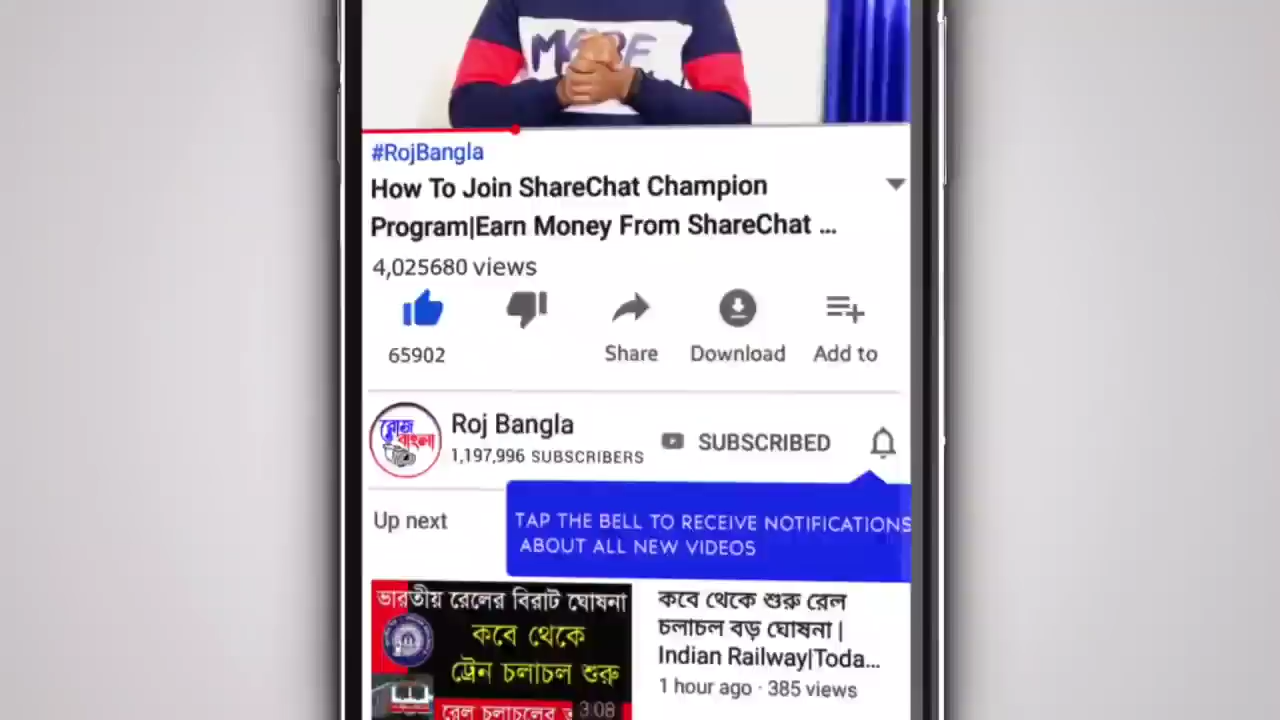 MORE
#RojBangla
How To Join ShareChat Champion
Program|Earn Money From ShareChat ...
4,025680 views
65902
Share
Download
Add to
রোজ
বাংলা
Roj Bangla
1,197,996 SUBSCRIBERS
SUBSCRIBED
TAP THE BELL TO RECEIVE NOTIFICATIONS
ABOUT ALL NEW VIDEOS
Up next
ভারতীয় রেলের বিরাট ঘোষনা
কবে থেকে
ট্রেন চলাচল শুরু
রেল চলাচলের
3:08
কবে থেকে শুরু রেল
চলাচল বড় ঘোষনা |
Indian Railway|Toda...
1 hour ago · 385 views